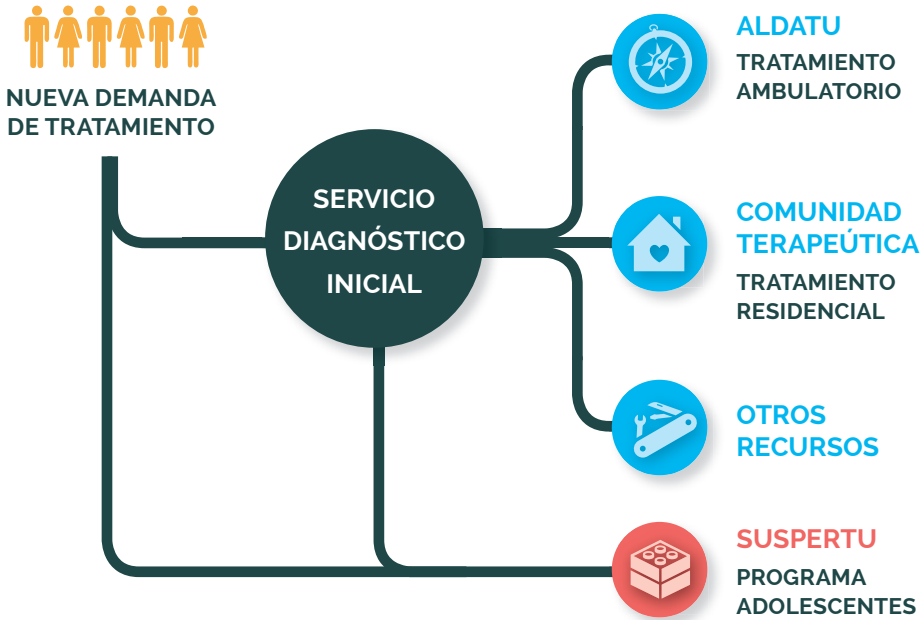 NUEVA DEMANDA
DE TRATAMIENTO
SERVICIO
DIAGNÓSTICO
INICIAL
ALDATU
TRATAMIENTO
AMBULATORIO
COMUNIDAD
TERAPEÚTICA
TRATAMIENTO
RESIDENCIAL
OTROS
RECURSOS
SUSPERTU
PROGRAMA
ADOLESCENTES